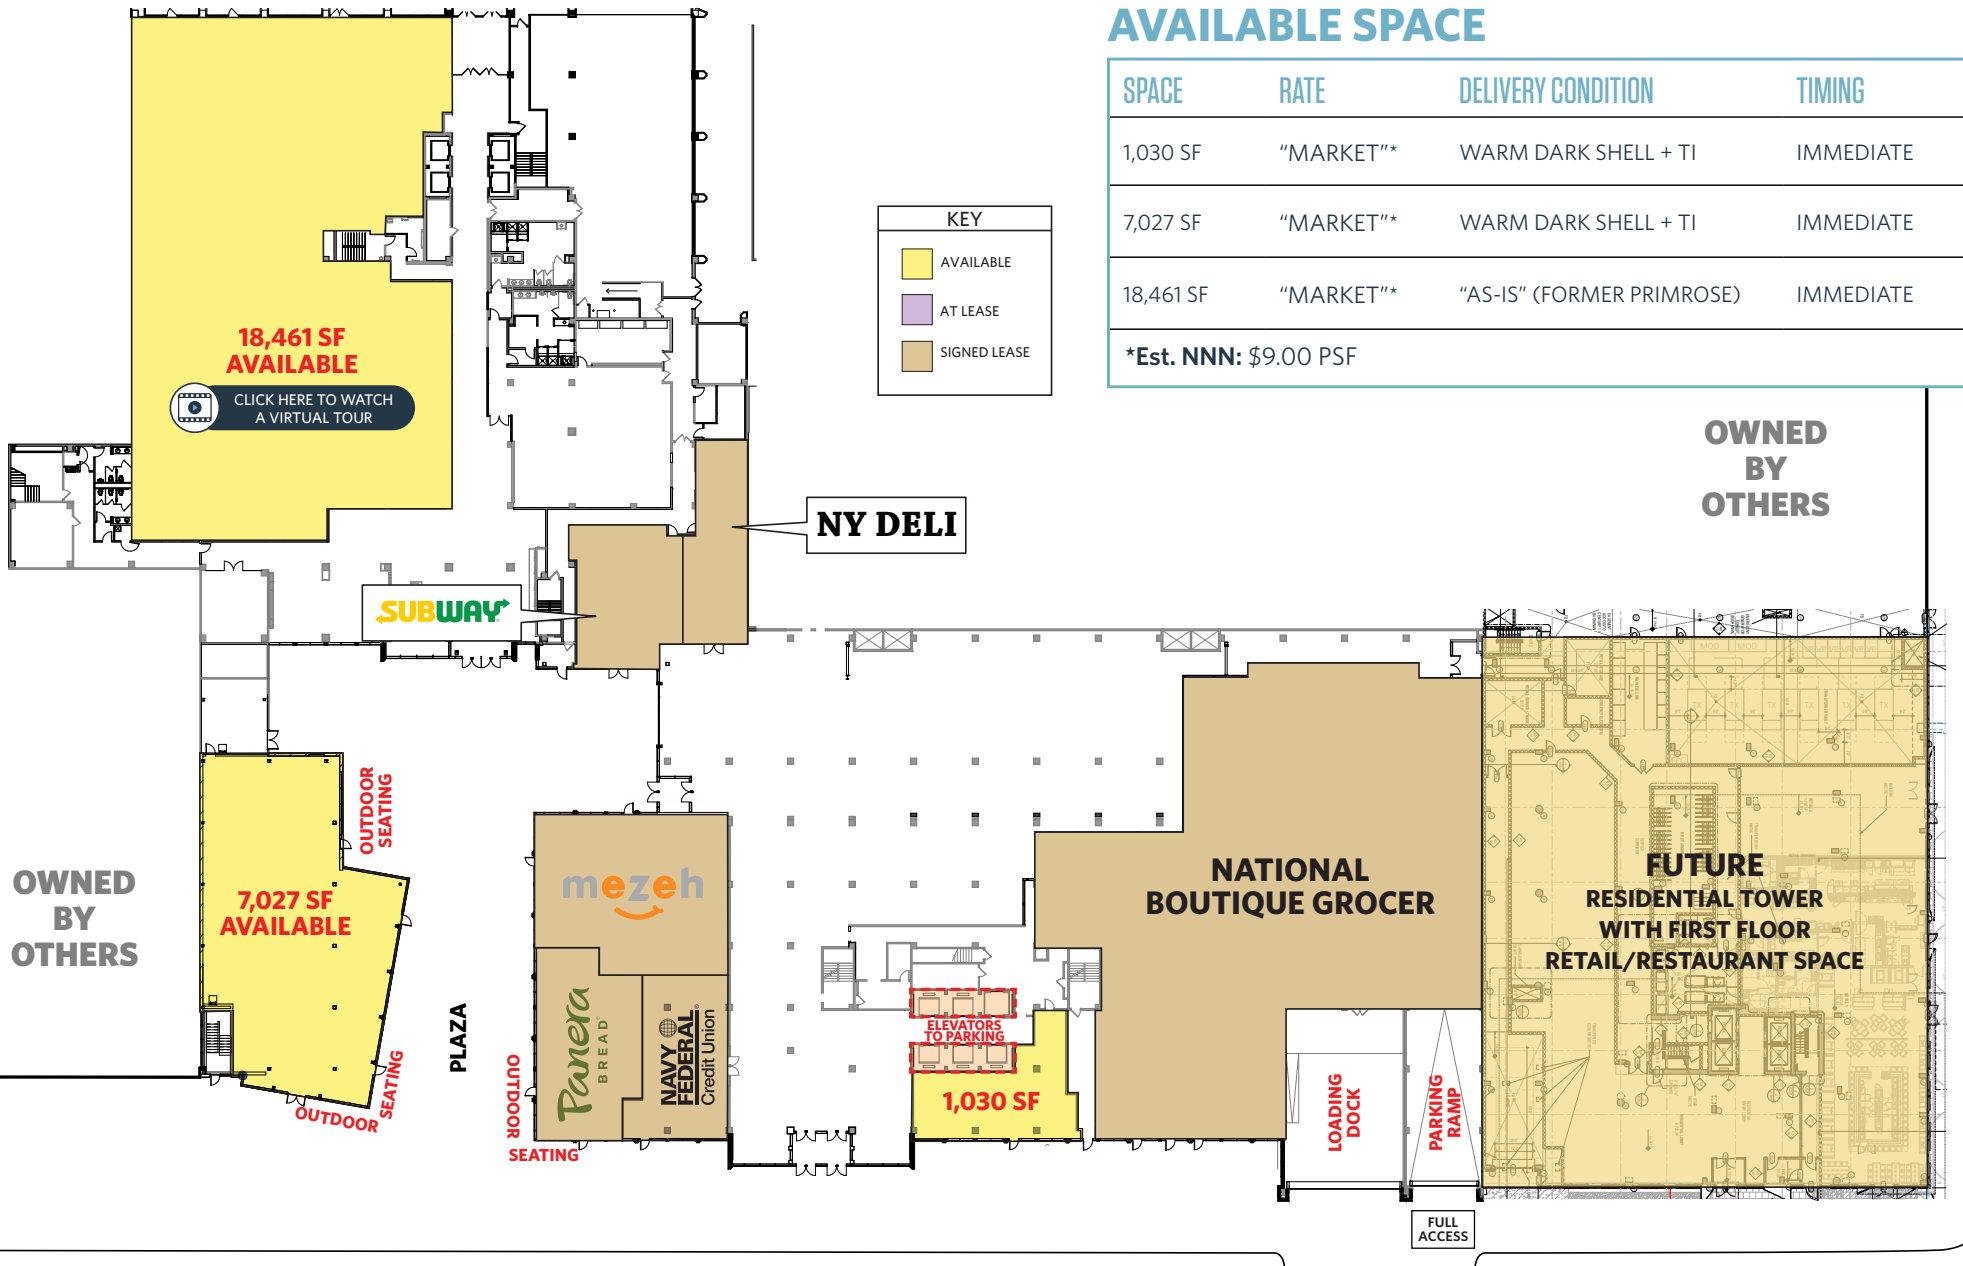 AVAILABLE SPACE
SPACE RATE DELIVERY CONDITION TIMING
1,030 SF "MARKET"* WARM DARK SHELL + TI IMMEDIATE
7,027 SF "MARKET"* WARM DARK SHELL + TI IMMEDIATE
18,461 SF "MARKET"* "AS-IS" (FORMER PRIMROSE) IMMEDIATE
*Est. NNN: $9.00 PSF
KEY
AVAILABLE
AT LEASE
SIGNED LEASE
18,461 SF
AVAILABLE
CLICK HERE TO WATCH
A VIRTUAL TOUR
OWNED
BY
OTHERS
NY DELI
SUBWAY
OUTDOOR
SEATING
7,027 SF
AVAILABLE
OWNED
BY
OTHERS
OUTDOOR
SEATING
PLAZA
mezeh
Panera
BREAD
NAVY
FEDERAL
Credit Union
OUTDOOR
SEATING
ELEVATORS
TO PARKING
1,030 SF
NATIONAL
BOUTIQUE GROCER
LOADING
DOCK
PARKING
RAMP
FUTURE
RESIDENTIAL TOWER
WITH FIRST FLOOR
RETAIL/RESTAURANT SPACE
FULL
ACCESS